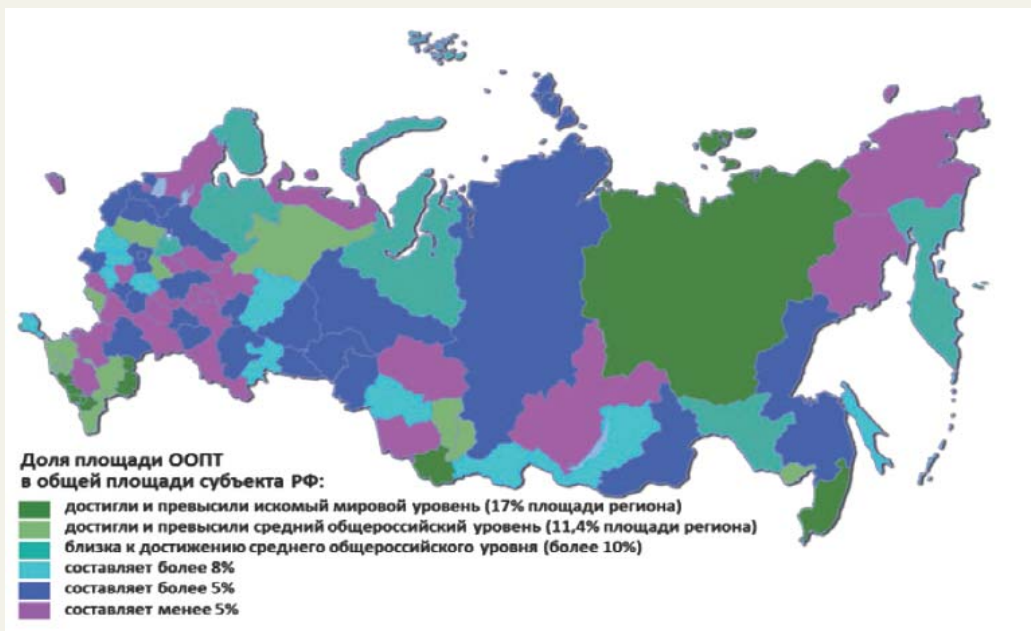 Доля площади ООПТ
в общей площади субъекта РФ:
достигли и превысили искомый мировой уровень (17% площади региона)
достигли и превысили средний общероссийский уровень (11,4% площади региона)
близка к достижению среднего общероссийского уровня (более 10%)
составляет более 8%
составляет более 5%
составляет менее 5%